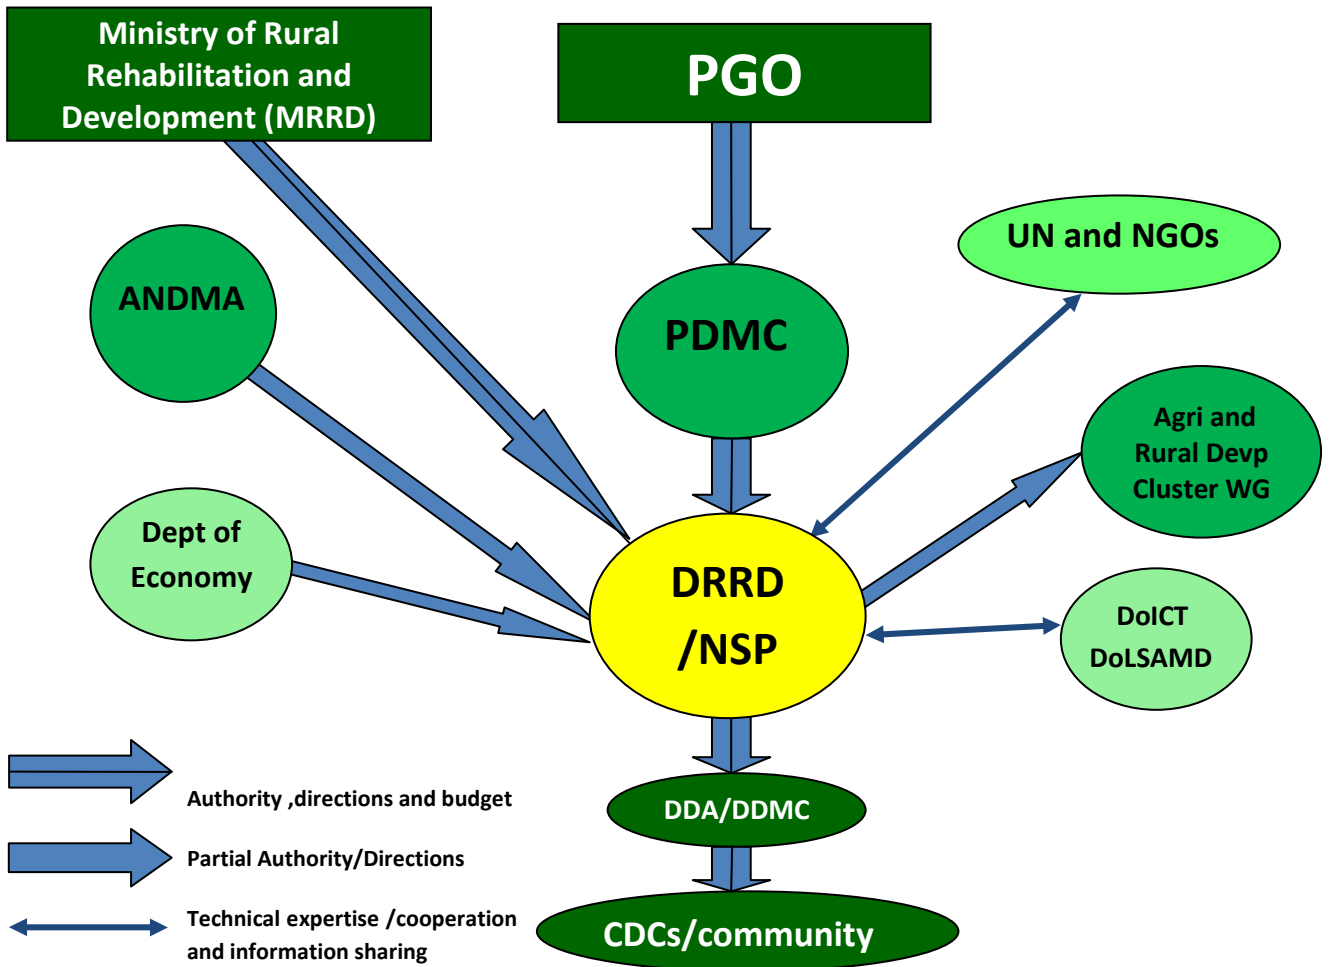 Ministry of Rural
Rehabilitation and
Development (MRRD)
PGO
UN and NGOs
ANDMA
PDMC
Agri and
Rural Devp
Cluster WG
Dept of
Economy
DRRD
/NSP
DoICT
DoLSAMD
DDA/DDMC
CDCs/community
Authority ,directions and budget
Partial Authority/Directions
Technical expertise /cooperation
and information sharing